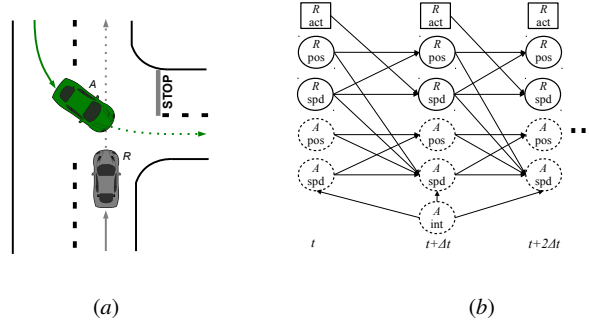 A
R
STOP
(a)
R act
R act
R act
R pos
R pos
R pos
R spd
R spd
R spd
A pos
A pos
A pos
A spd
A spd
A spd
A int
t
t+Δt
t+2Δt
(b)